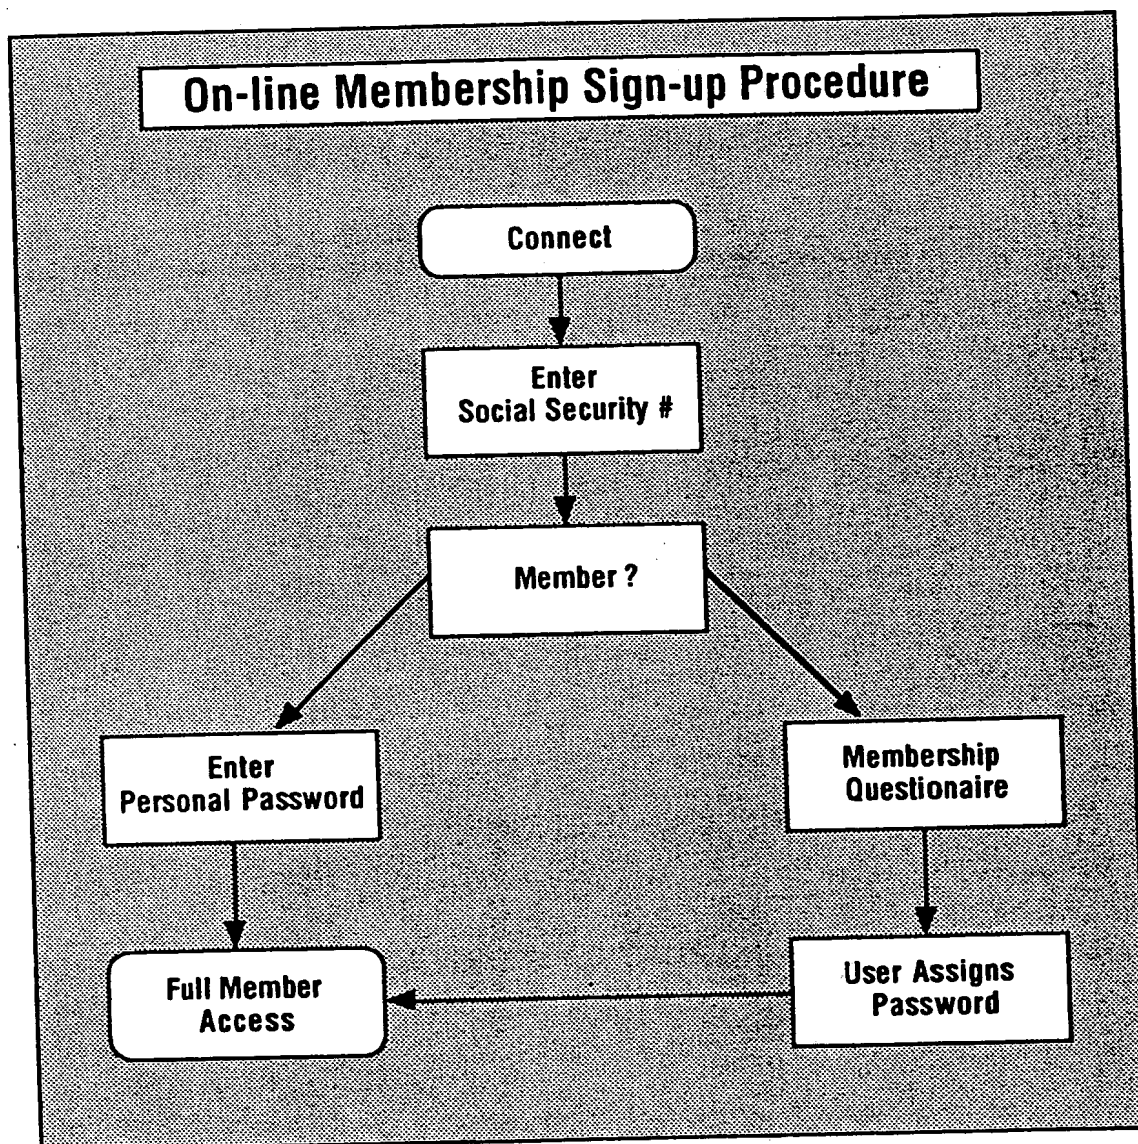 On-line Membership Sign-up Procedure
Connect
Enter
Social Security #
Member ?
Enter
Personal Password
Membership
Questionaire
Full Member
Access
User Assigns
Password